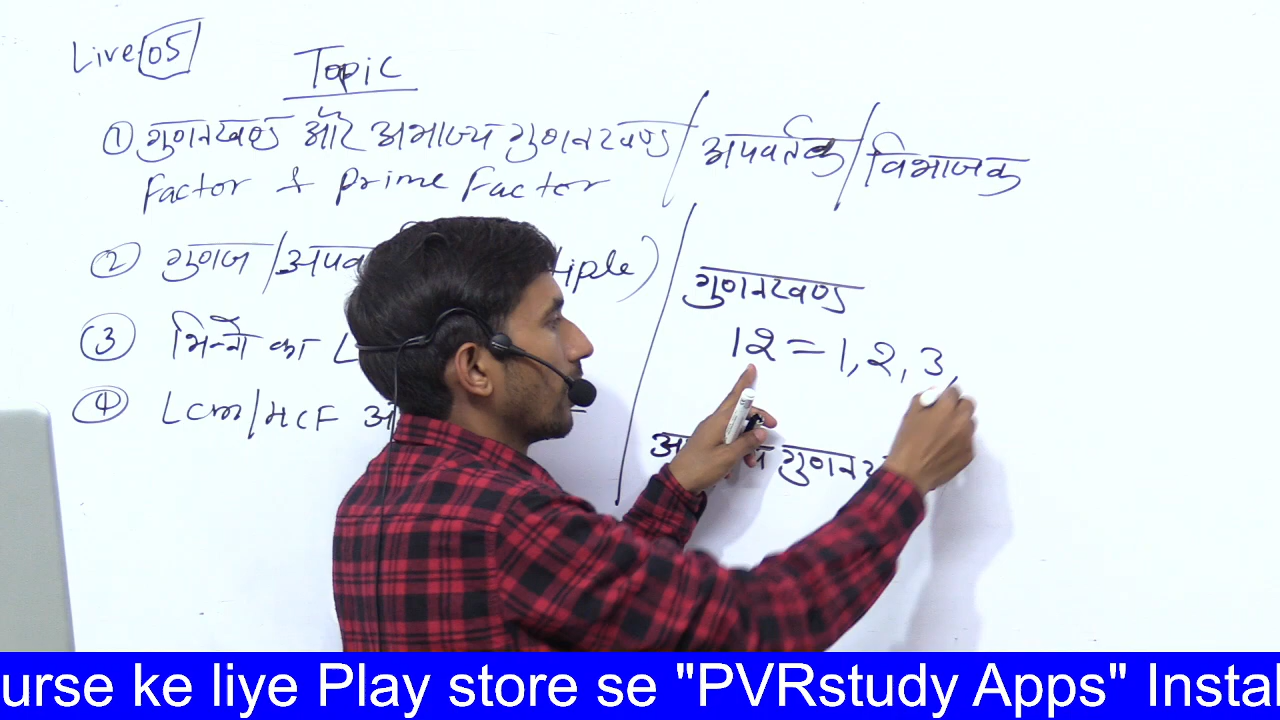 Live 05
Topic
① गुणनखण्ड और अभाज्य गुणनखण्ड / अपवर्तक / विभाजक
Factor & Prime Factor
② गुणज / अपव tiple)
③ भिन्नों का L
④ LCM/HCF
गुणनखण्ड
12 = 1, 2, 3,
गुणन
urse ke liye Play store se "PVRstudy Apps" Instal